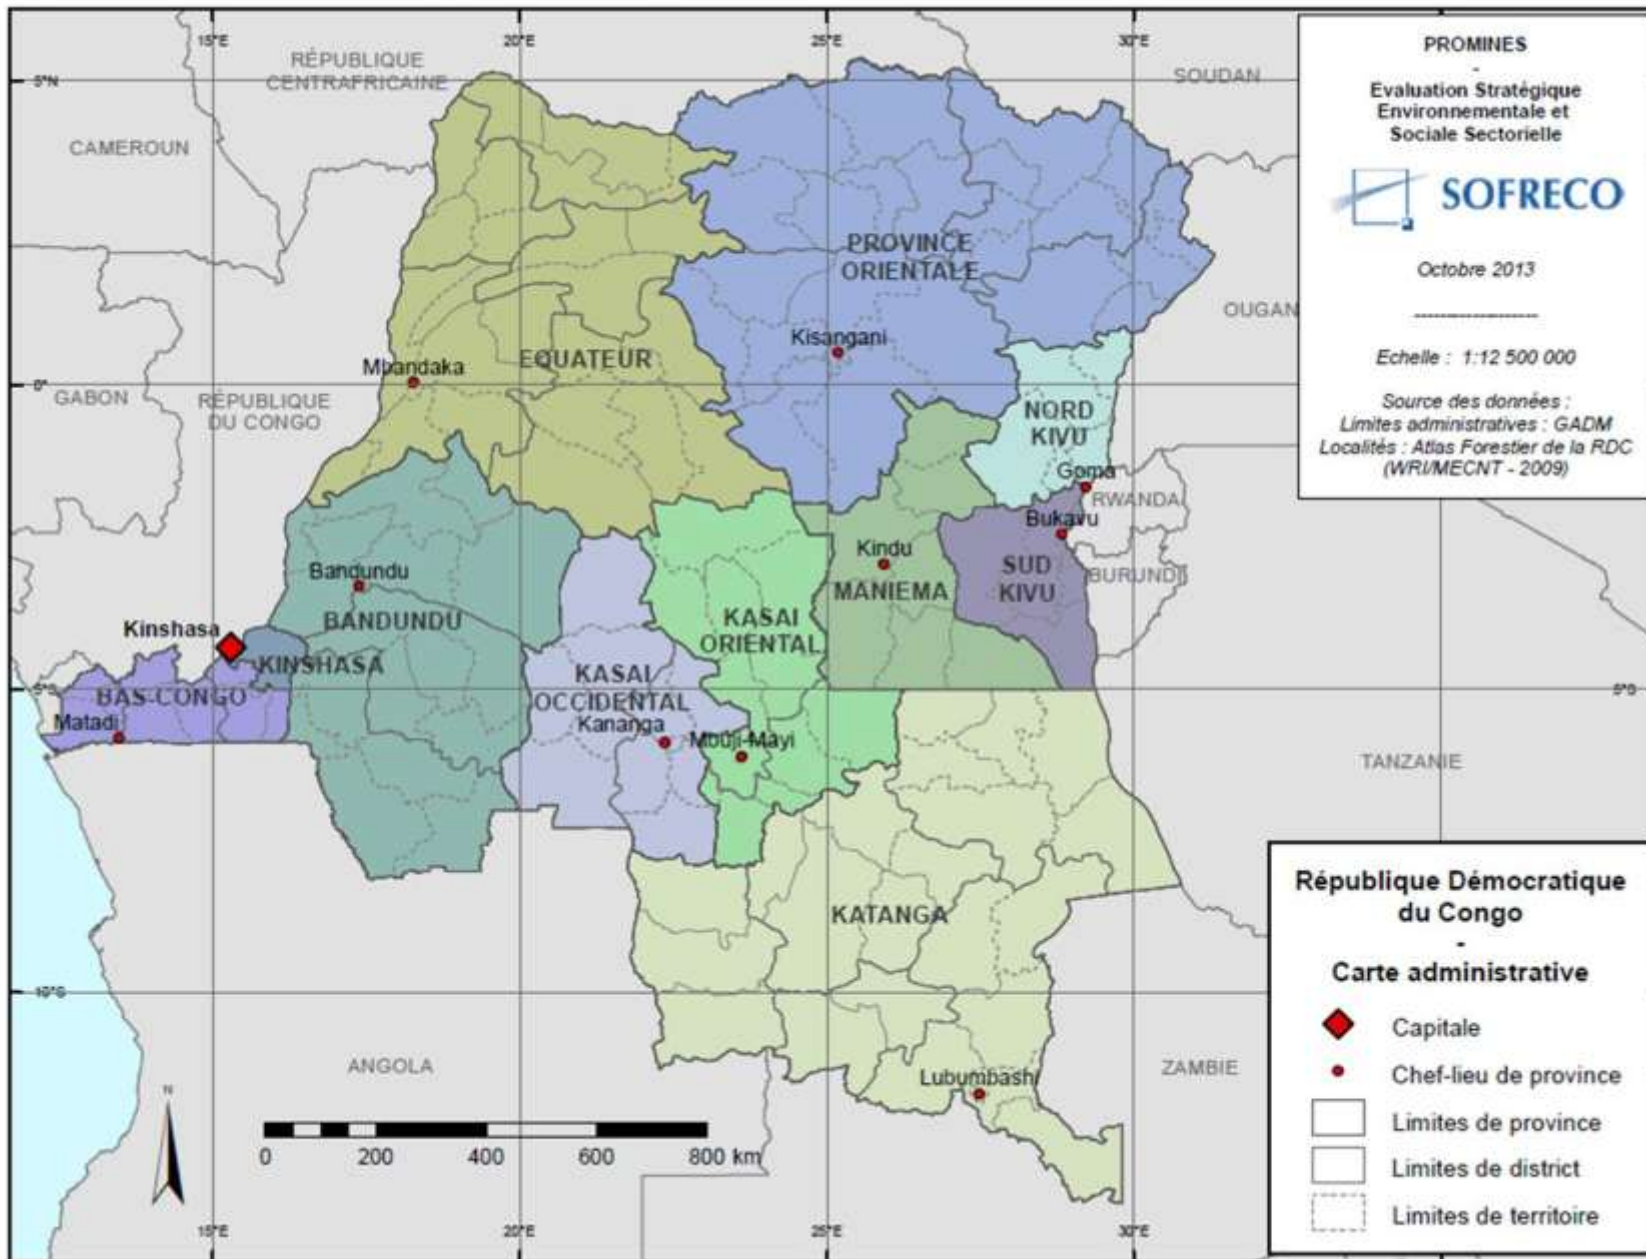 15°E 20°E 25°E 30°E
RÉPUBLIQUE
CENTRAFRICAINE
SOUDAN
5°N
CAMEROUN
PROVINCE
ORIENTALE
OUGAN
Kisangani
EQUATEUR
Mbandaka
0°
GABON
RÉPUBLIQUE
DU CONGO
NORD
KIVU
Goma
RWANDA
Bukavu
Kindu
MANIEMA
SUD
KIVU
BURUNDI
Bandundu
BANDUNDU
KASAI
ORIENTAL
Kinshasa
KINSHASA
KASAI
OCCIDENTAL
BAS-CONGO
5°S 5°S
Matadi
Kananga
Mbuji-Mayi
TANZANIE
KATANGA
10°S
ANGOLA
Lubumbashi
ZAMBIE
N
0 200 400 600 800 km
15°E 20°E 25°E 30°E
PROMINES
-
Evaluation Stratégique
Environnementale et
Sociale Sectorielle
SOFRECO
Octobre 2013
--------------------
Echelle : 1:12 500 000
Source des données :
Limites administratives : GADM
Localités : Atlas Forestier de la RDC
(WRI/MECNT - 2009)
République Démocratique
du Congo
-
Carte administrative
Capitale
Chef-lieu de province
Limites de province
Limites de district
Limites de territoire